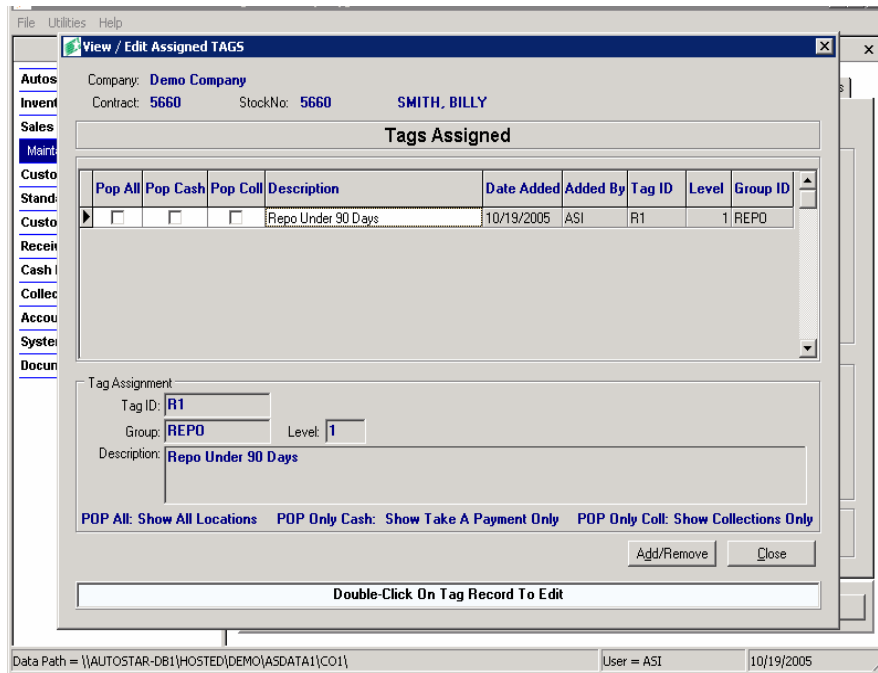 File Utilities Help
View / Edit Assigned TAGS
Company: Demo Company
Contract: 5660 StockNo: 5660 SMITH, BILLY
Tags Assigned
Pop All Pop Cash Pop Coll Description Date Added Added By Tag ID Level Group ID
Repo Under 90 Days 10/19/2005 ASI R1 1 REPO
Autos
Invent
Sales
Mainta
Custo
Stand
Custo
Receiv
Cash
Collec
Accou
System
Docum
Tag Assignment
Tag ID: R1
Group: REPO Level: 1
Description: Repo Under 90 Days
POP All: Show All Locations POP Only Cash: Show Take A Payment Only POP Only Coll: Show Collections Only
Add/Remove Close
Double-Click On Tag Record To Edit
Data Path = \\AUTOSTAR-DB1\HOSTED\DEMO\ASDATA1\CO1\ User = ASI 10/19/2005